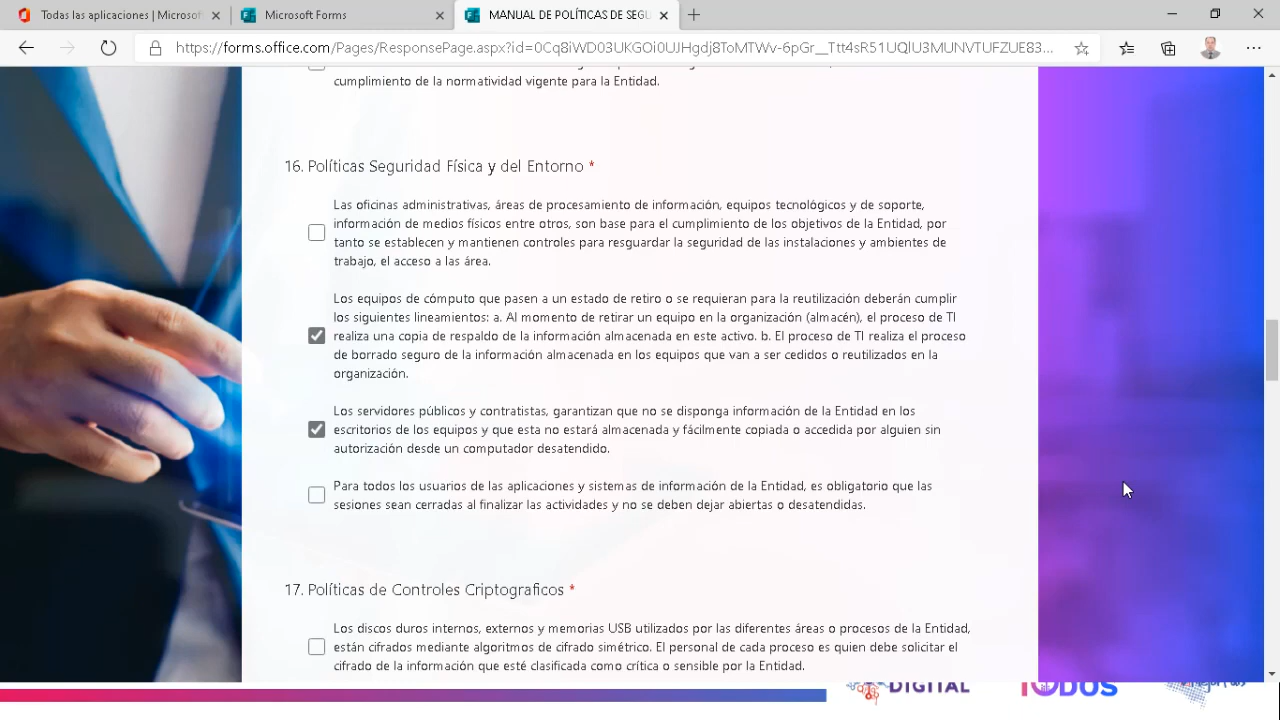 Todas las aplicaciones | Microsof
Microsoft Forms
MANUAL DE POLÍTICAS DE SEGU
https://forms.office.com/Pages/ResponsePage.aspx?id=0Cq8iWD03UKGOi0UJHgdj8ToMTWv-6pGr__Ttt4sR51UQlU3MUNVTUFZUE83...
cumplimiento de la normatividad vigente para la Entidad.
16. Políticas Seguridad Física y del Entorno *
Las oficinas administrativas, áreas de procesamiento de información, equipos tecnológicos y de soporte,
información de medios físicos entre otros, son base para el cumplimiento de los objetivos de la Entidad, por
tanto se establecen y mantienen controles para resguardar la seguridad de las instalaciones y ambientes de
trabajo, el acceso a las área.
Los equipos de cómputo que pasen a un estado de retiro o se requieran para la reutilización deberán cumplir
los siguientes lineamientos: a. Al momento de retirar un equipo en la organización (almacén), el proceso de TI
realiza una copia de respaldo de la información almacenada en este activo. b. El proceso de TI realiza el proceso
de borrado seguro de la información almacenada en los equipos que van a ser cedidos o reutilizados en la
organización.
Los servidores públicos y contratistas, garantizan que no se disponga información de la Entidad en los
escritorios de los equipos y que esta no estará almacenada y fácilmente copiada o accedida por alguien sin
autorización desde un computador desatendido.
Para todos los usuarios de las aplicaciones y sistemas de información de la Entidad, es obligatorio que las
sesiones sean cerradas al finalizar las actividades y no se deben dejar abiertas o desatendidas.
17. Políticas de Controles Criptograficos *
Los discos duros internos, externos y memorias USB utilizados por las diferentes áreas o procesos de la Entidad,
están cifrados mediante algoritmos de cifrado simétrico. El personal de cada proceso es quien debe solicitar el
cifrado de la información que esté clasificada como crítica o sensible por la Entidad.
DIGITAL
TODOS